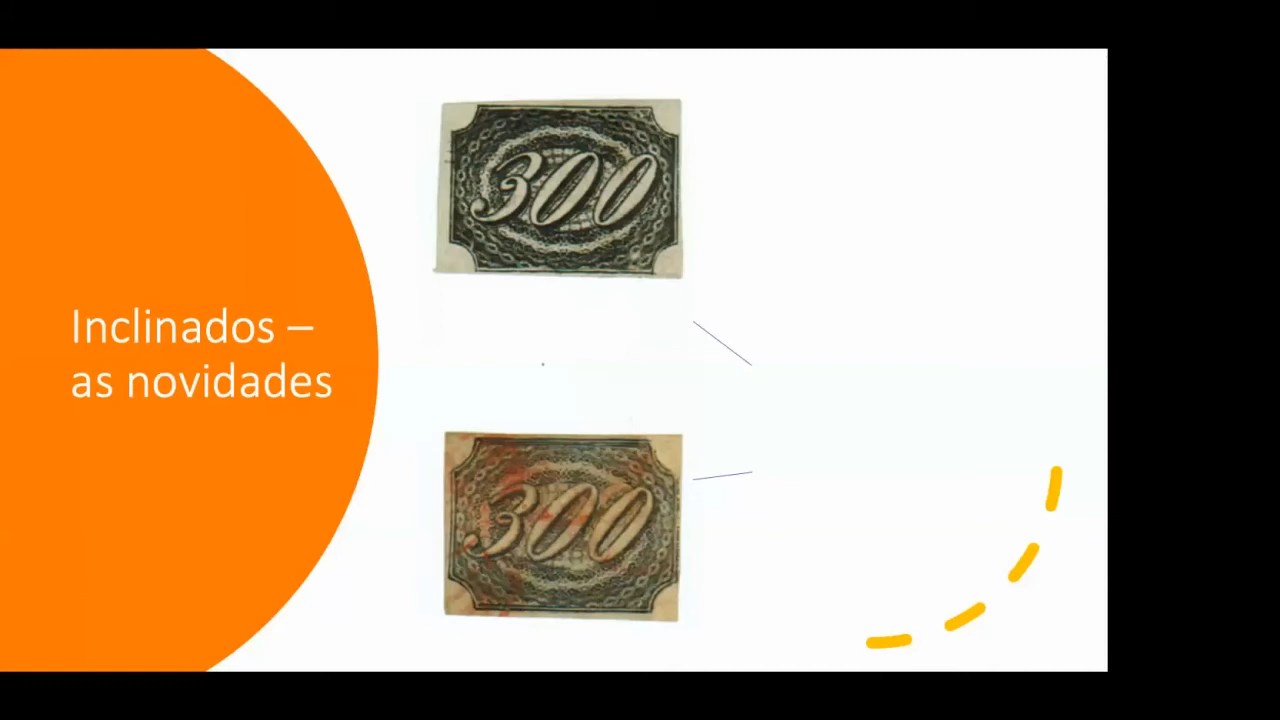 Inclinados –
as novidades
300
300